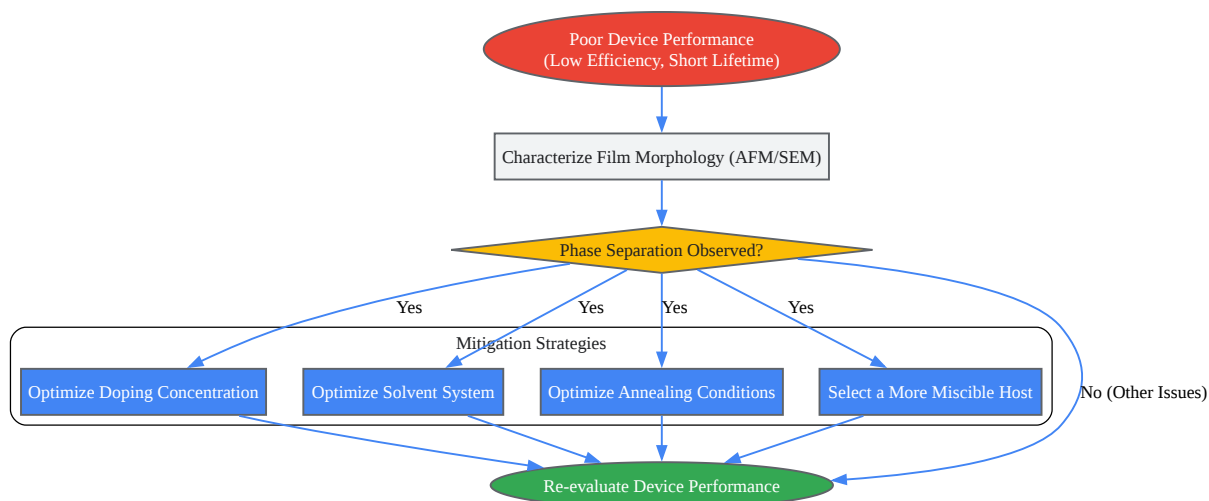 Poor Device Performance
(Low Efficiency, Short Lifetime)
Characterize Film Morphology (AFM/SEM)
Phase Separation Observed?
Yes
Yes
Yes
Yes
Mitigation Strategies
Optimize Doping Concentration
Optimize Solvent System
Optimize Annealing Conditions
Select a More Miscible Host
No (Other Issues)
Re-evaluate Device Performance